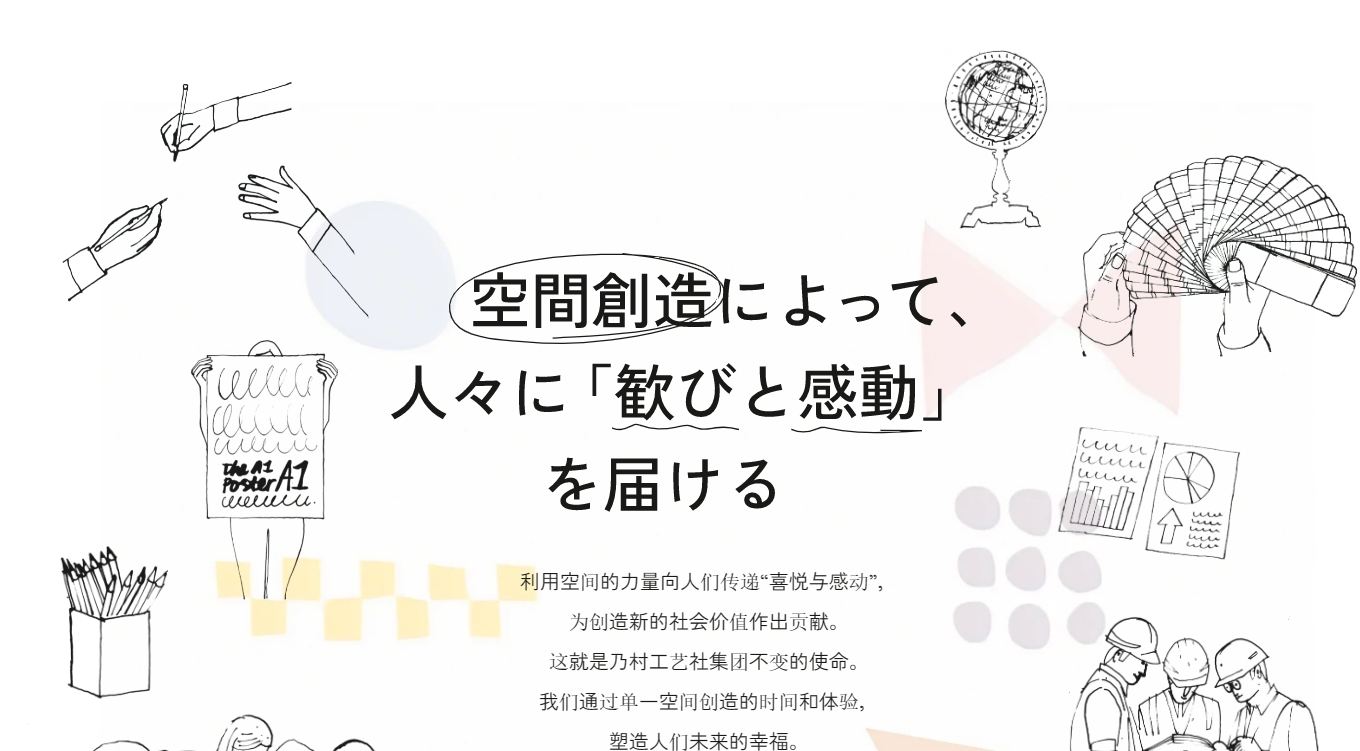 空間創造によって、
人々に「歓びと感動」
を届ける
The A1
Poster A1
利用空间的力量向人们传递“喜悦与感动”，
为创造新的社会价值作出贡献。
这就是乃村工艺社集团不变的使命。
我们通过单一空间创造的时间和体验，
塑造人们未来的幸福。